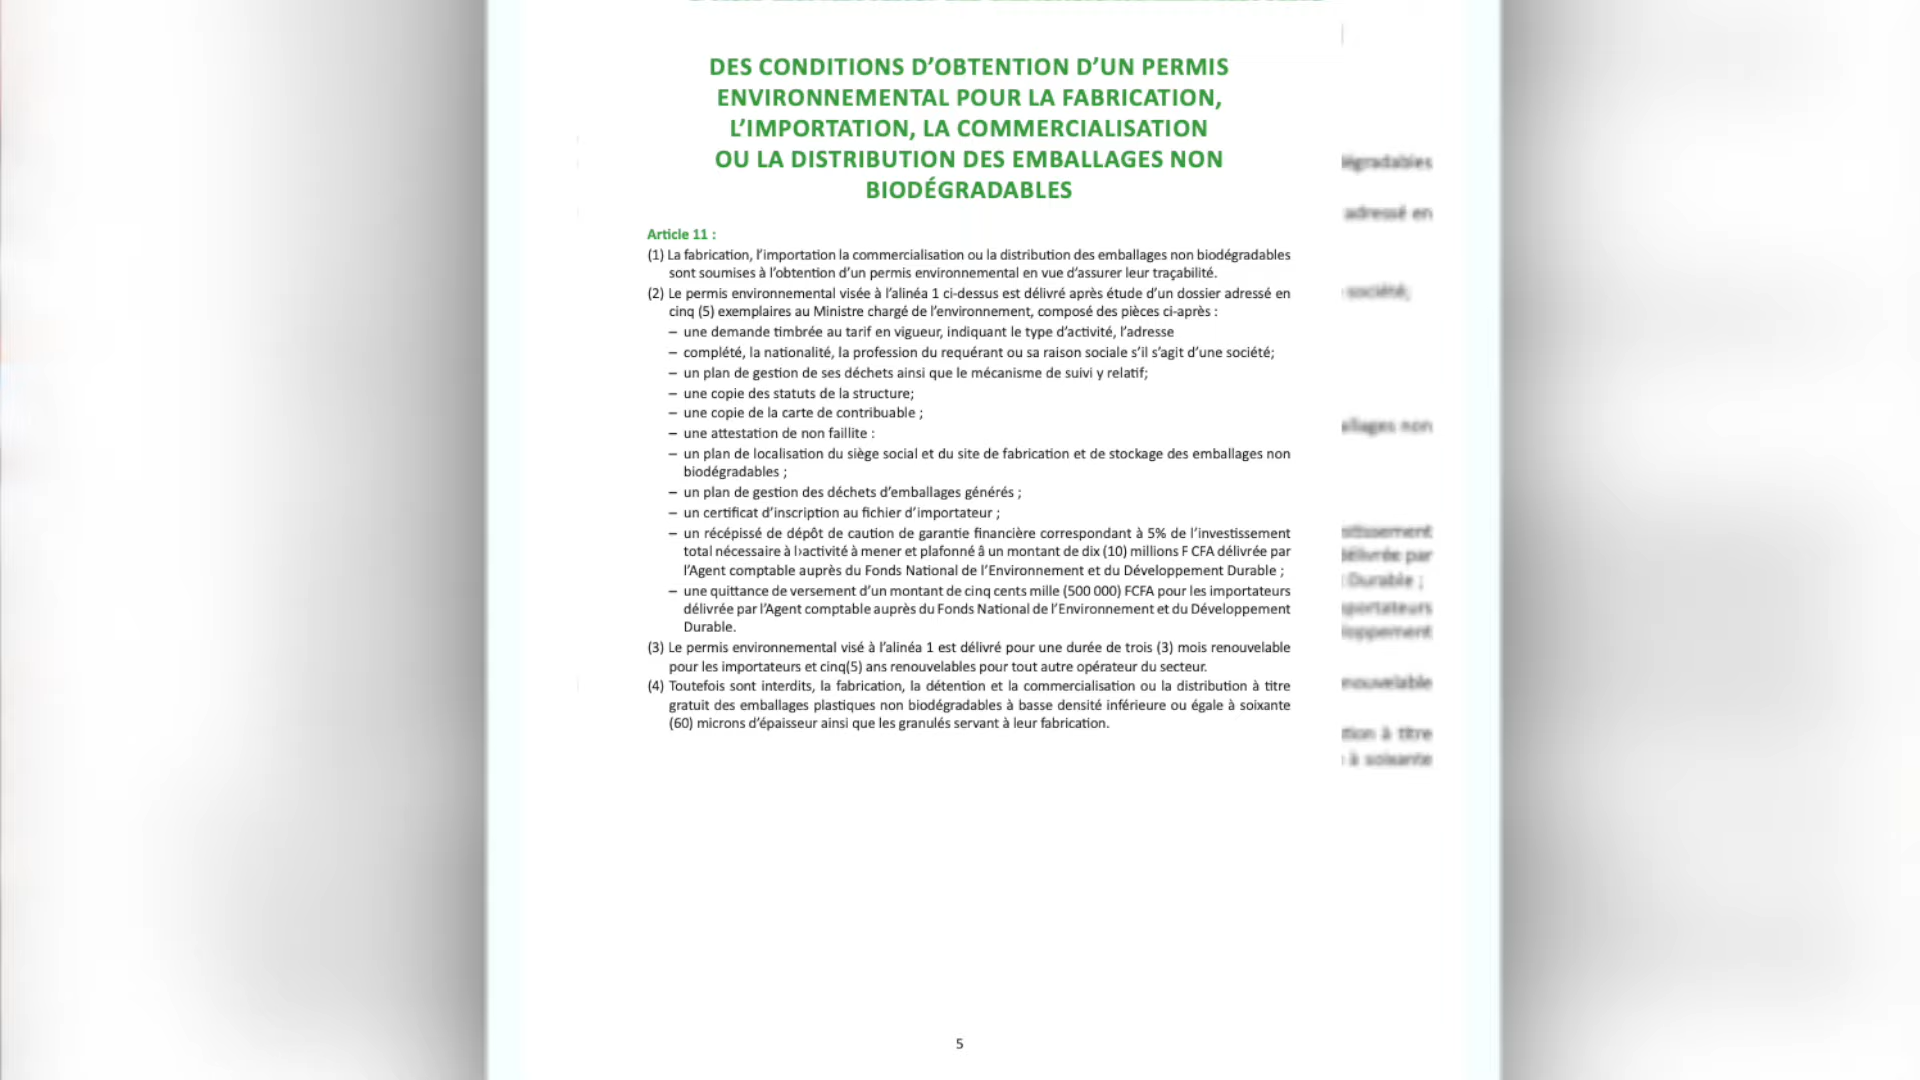 DES CONDITIONS D’OBTENTION D’UN PERMIS
ENVIRONNEMENTAL POUR LA FABRICATION,
L’IMPORTATION, LA COMMERCIALISATION
OU LA DISTRIBUTION DES EMBALLAGES NON
BIODÉGRADABLES
Article 11 :
(1) La fabrication, l’importation la commercialisation ou la distribution des emballages non biodégradables
sont soumises à l’obtention d’un permis environnemental en vue d’assurer leur traçabilité.
(2) Le permis environnemental visée à l’alinéa 1 ci-dessus est délivré après étude d’un dossier adressé en
cinq (5) exemplaires au Ministre chargé de l’environnement, composé des pièces ci-après :
– une demande timbrée au tarif en vigueur, indiquant le type d’activité, l’adresse
– complété, la nationalité, la profession du requérant ou sa raison sociale s’il s’agit d’une société;
– un plan de gestion de ses déchets ainsi que le mécanisme de suivi y relatif;
– une copie des statuts de la structure;
– une copie de la carte de contribuable ;
– une attestation de non faillite :
– un plan de localisation du siège social et du site de fabrication et de stockage des emballages non
biodégradables ;
– un plan de gestion des déchets d’emballages générés ;
– un certificat d’inscription au fichier d’importateur ;
– un récépissé de dépôt de caution de garantie financière correspondant à 5% de l’investissement
total nécessaire à l›activité à mener et plafonné â un montant de dix (10) millions F CFA délivrée par
l’Agent comptable auprès du Fonds National de l’Environnement et du Développement Durable ;
– une quittance de versement d’un montant de cinq cents mille (500 000) FCFA pour les importateurs
délivrée par l’Agent comptable auprès du Fonds National de l’Environnement et du Développement
Durable.
(3) Le permis environnemental visé à l’alinéa 1 est délivré pour une durée de trois (3) mois renouvelable
pour les importateurs et cinq(5) ans renouvelables pour tout autre opérateur du secteur.
(4) Toutefois sont interdits, la fabrication, la détention et la commercialisation ou la distribution à titre
gratuit des emballages plastiques non biodégradables à basse densité inférieure ou égale à soixante
(60) microns d’épaisseur ainsi que les granulés servant à leur fabrication.
5